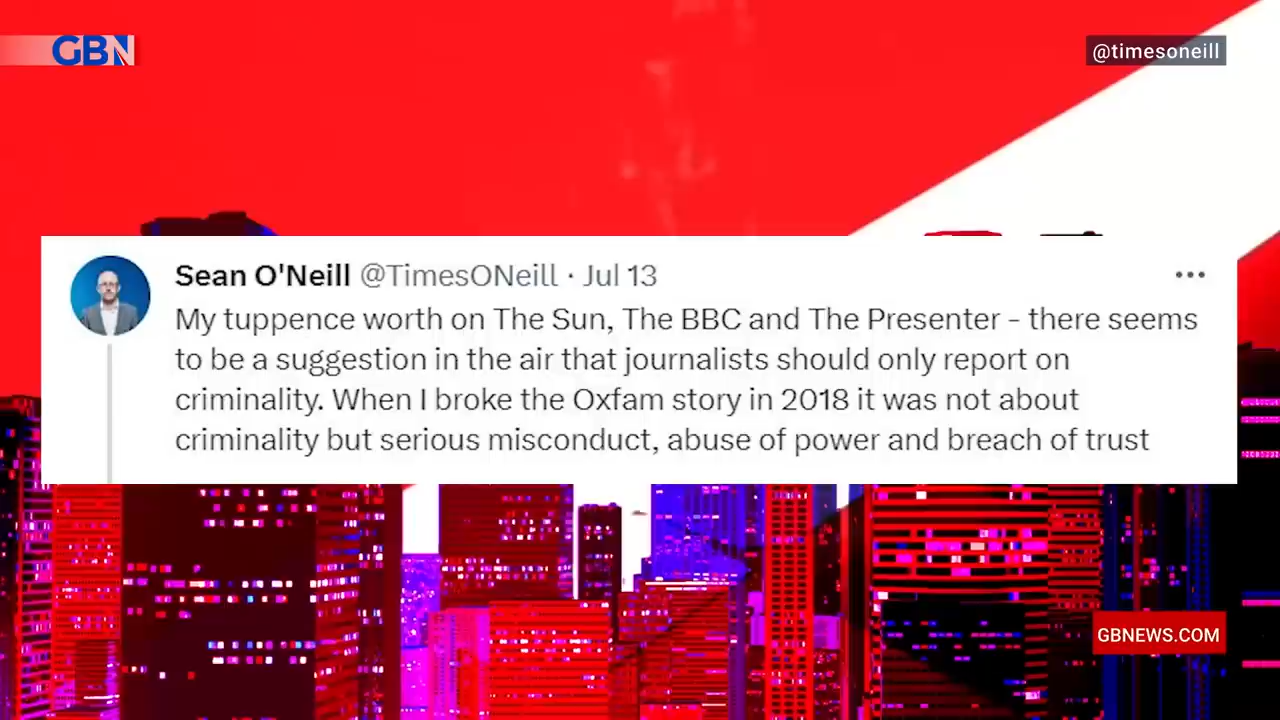 GBN
@timesoneill
Sean O'Neill @TimesONeill · Jul 13
My tuppence worth on The Sun, The BBC and The Presenter - there seems
to be a suggestion in the air that journalists should only report on
criminality. When I broke the Oxfam story in 2018 it was not about
criminality but serious misconduct, abuse of power and breach of trust
GBNEWS.COM